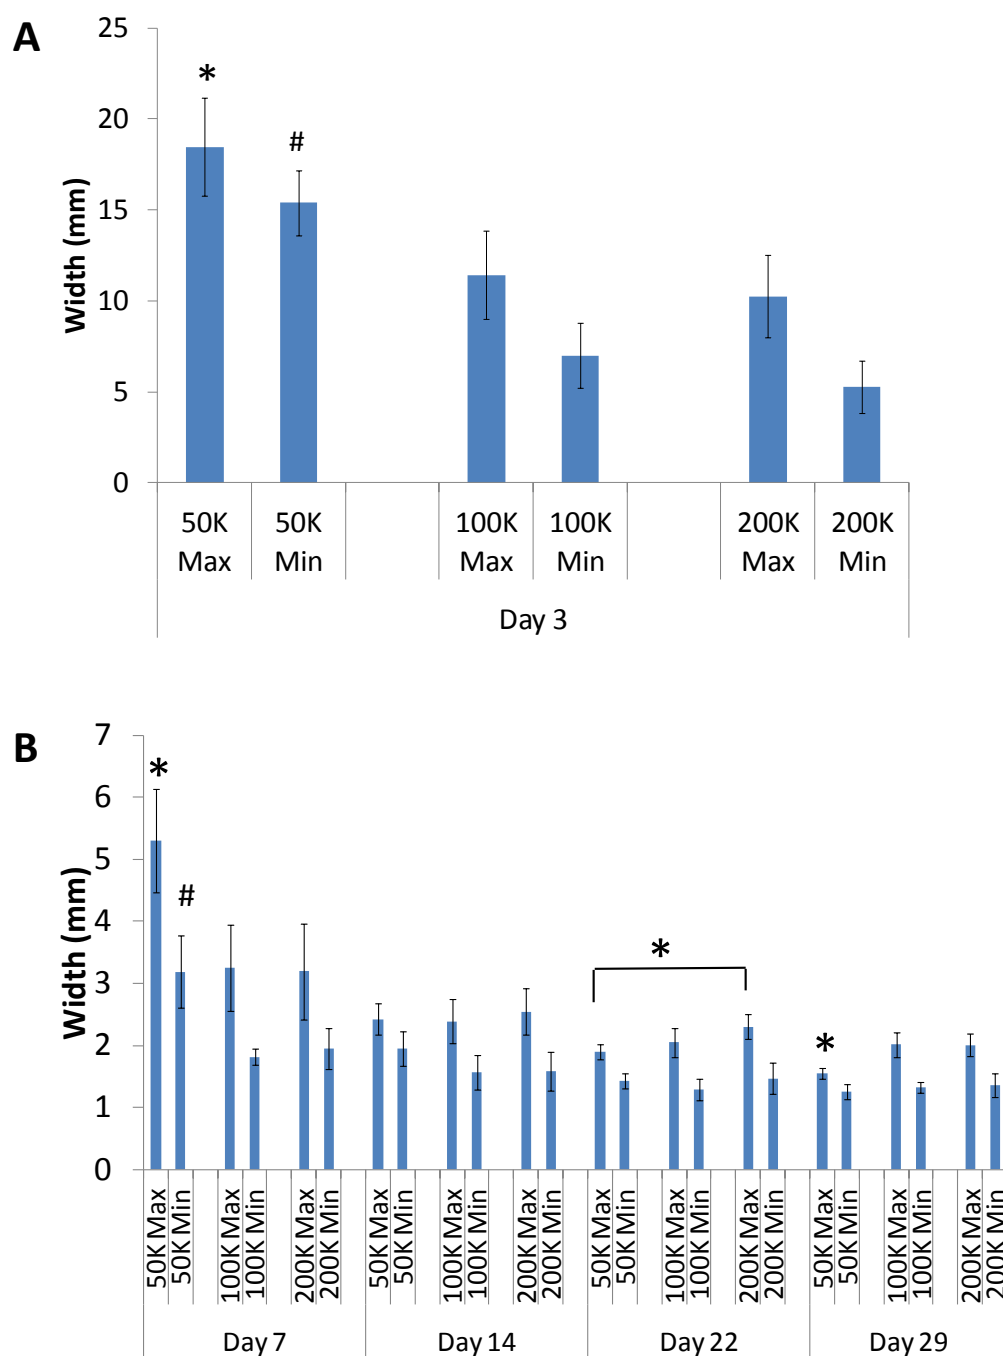 A
25
20
15
10
5
0
Width (mm)
*
#
50K
Max
50K
Min
100K
Max
100K
Min
200K
Max
200K
Min
Day 3
B
7
6
5
4
3
2
1
0
Width (mm)
*
#
*
*
50K Max
50K Min
100K Max
100K Min
200K Max
200K Min
50K Max
50K Min
100K Max
100K Min
200K Max
200K Min
50K Max
50K Min
100K Max
100K Min
200K Max
200K Min
50K Max
50K Min
100K Max
100K Min
200K Max
200K Min
Day 7
Day 14
Day 22
Day 29